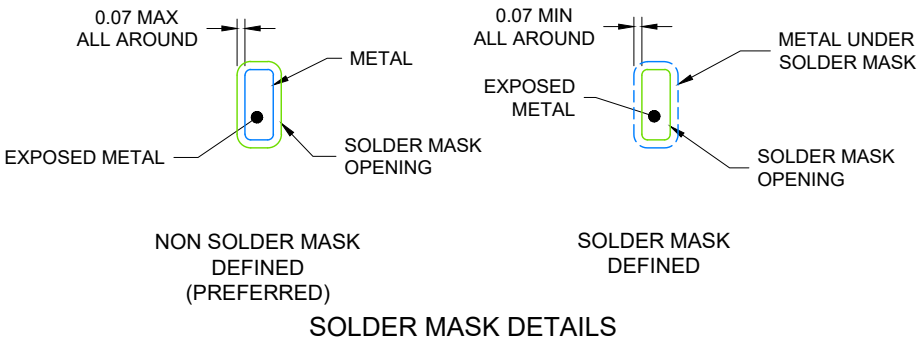 0.07 MAX
ALL AROUND
METAL
EXPOSED METAL
SOLDER MASK
OPENING
NON SOLDER MASK
DEFINED
(PREFERRED)
0.07 MIN
ALL AROUND
METAL UNDER
SOLDER MASK
EXPOSED
METAL
SOLDER MASK
OPENING
SOLDER MASK
DEFINED
SOLDER MASK DETAILS